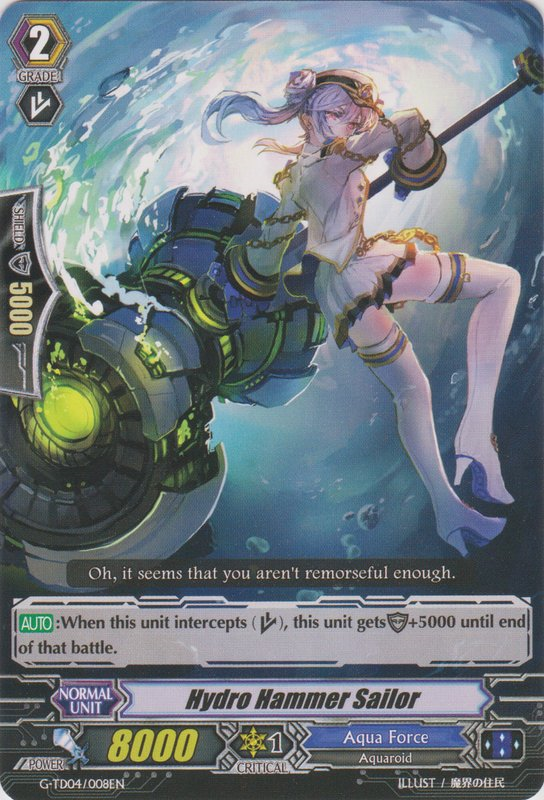 2
GRADE
SHIELD
5000
Oh, it seems that you aren't remorseful enough.
AUTO:When this unit intercepts ( ), this unit gets +5000 until end
of that battle.
NORMAL
UNIT
Hydro Hammer Sailor
POWER
8000
1
CRITICAL
Aqua Force
Aquaroid
G-TD04/008EN
ILLUST / 魔界の住民